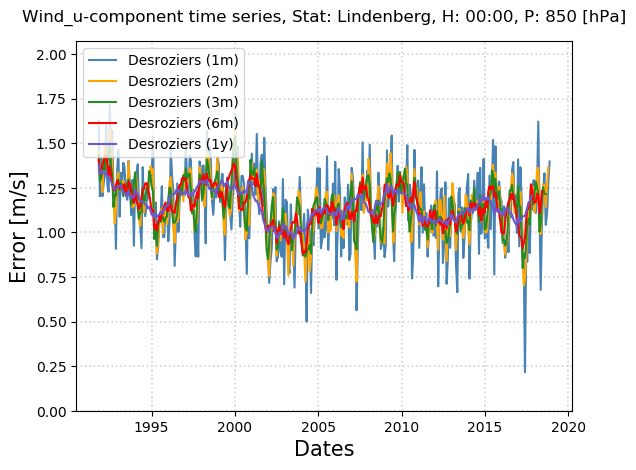 Wind_u-component time series, Stat: Lindenberg, H: 00:00, P: 850 [hPa]
2.00
1.75
1.50
1.25
1.00
0.75
0.50
0.25
0.00
Error [m/s]
Desroziers (1m)
Desroziers (2m)
Desroziers (3m)
Desroziers (6m)
Desroziers (1y)
1995 2000 2005 2010 2015 2020
Dates